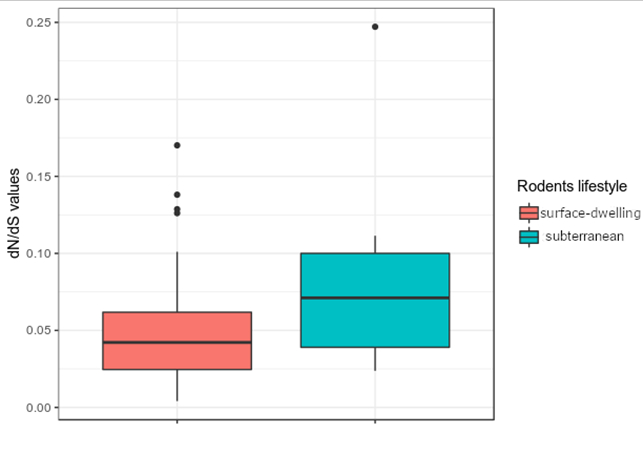 0.25
0.20
0.15
0.10
0.05
0.00
dN/dS values
Rodents lifestyle
surface-dwelling
subterranean